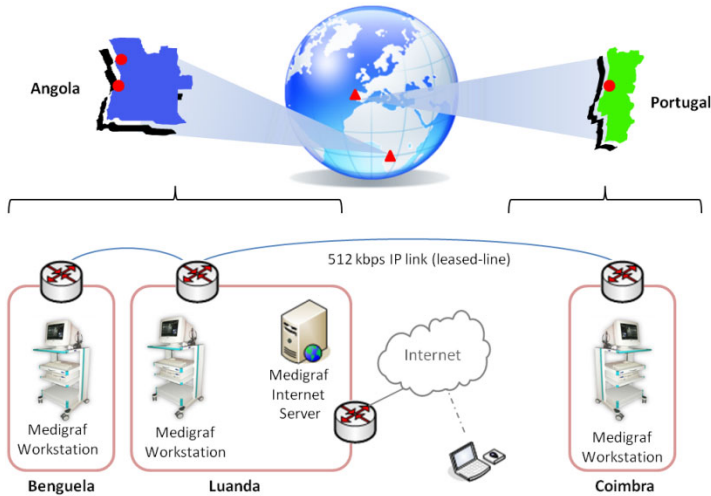 Angola
Portugal
512 kbps IP link (leased-line)
Medigraf
Workstation
Medigraf
Workstation
Medigraf
Internet
Server
Internet
Medigraf
Workstation
Benguela
Luanda
Coimbra